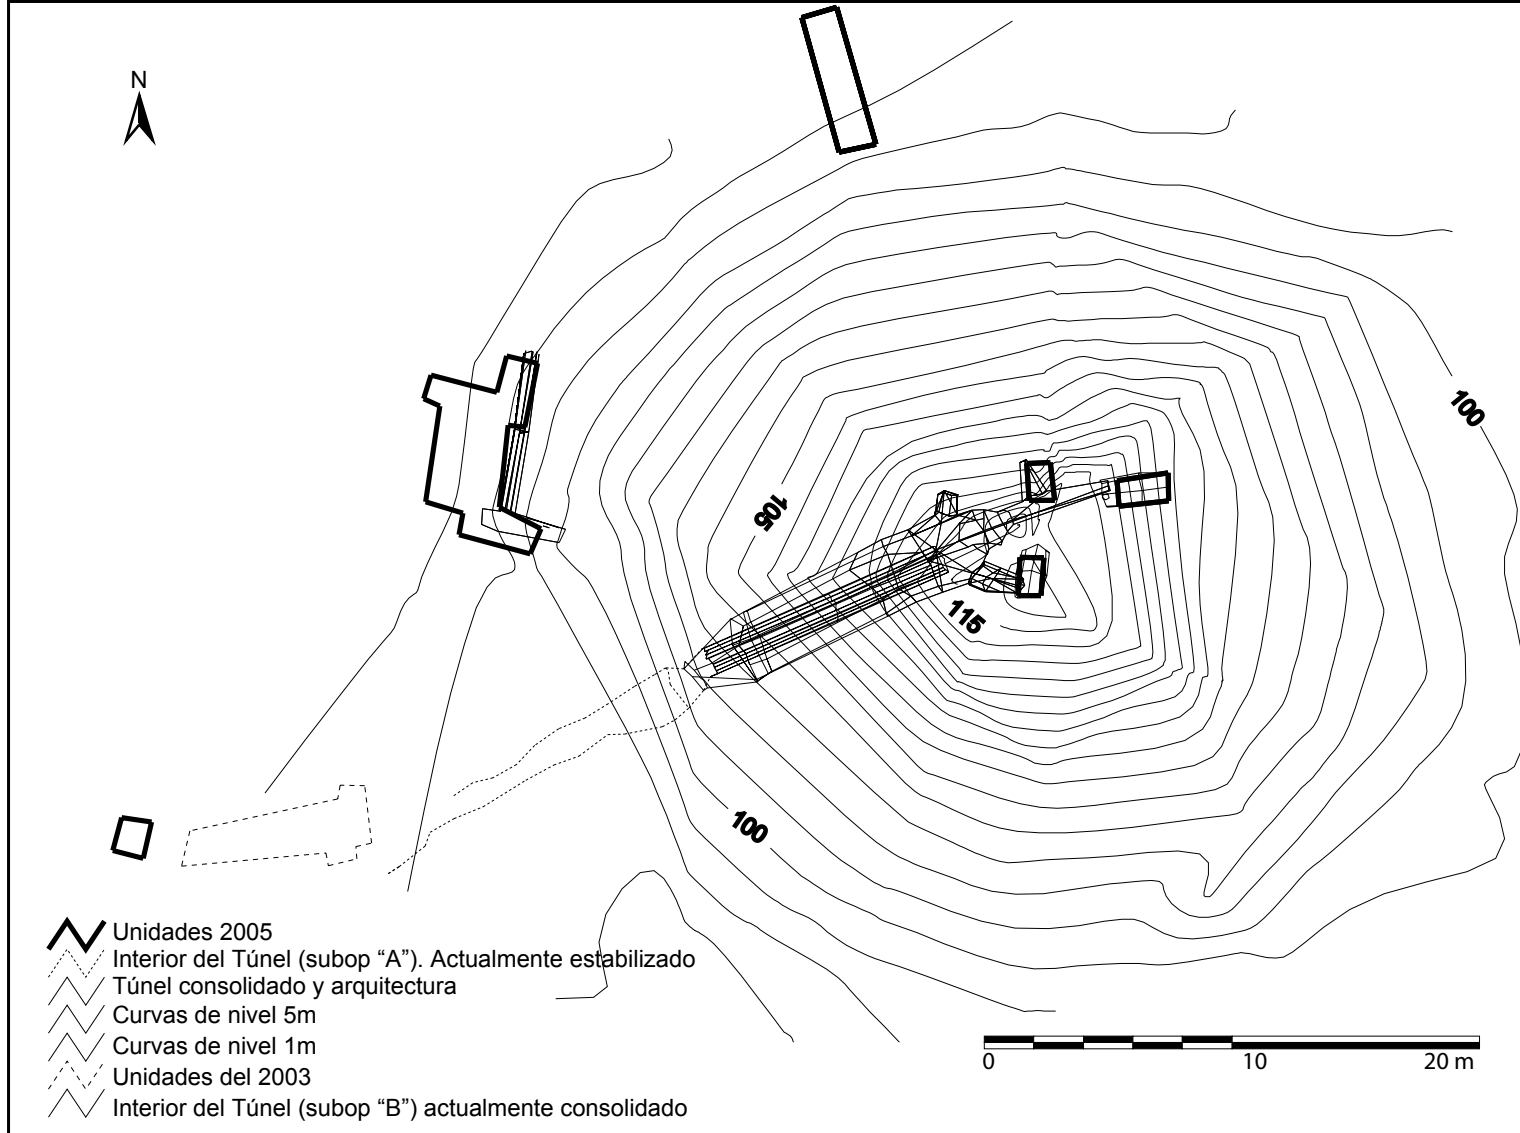 N
100
105
115
100
Unidades 2005
Interior del Túnel (subop “A”). Actualmente estabilizado
Túnel consolidado y arquitectura
Curvas de nivel 5m
Curvas de nivel 1m
Unidades del 2003
Interior del Túnel (subop “B”) actualmente consolidado
0 10 20 m